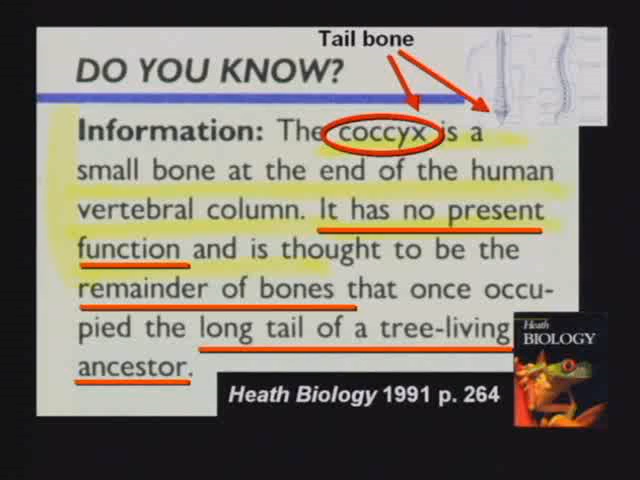 Tail bone
DO YOU KNOW?
Information: The coccyx is a
small bone at the end of the human
vertebral column. It has no present
function and is thought to be the
remainder of bones that once occu-
pied the long tail of a tree-living
ancestor.
Heath Biology 1991 p. 264
Heath
BIOLOGY